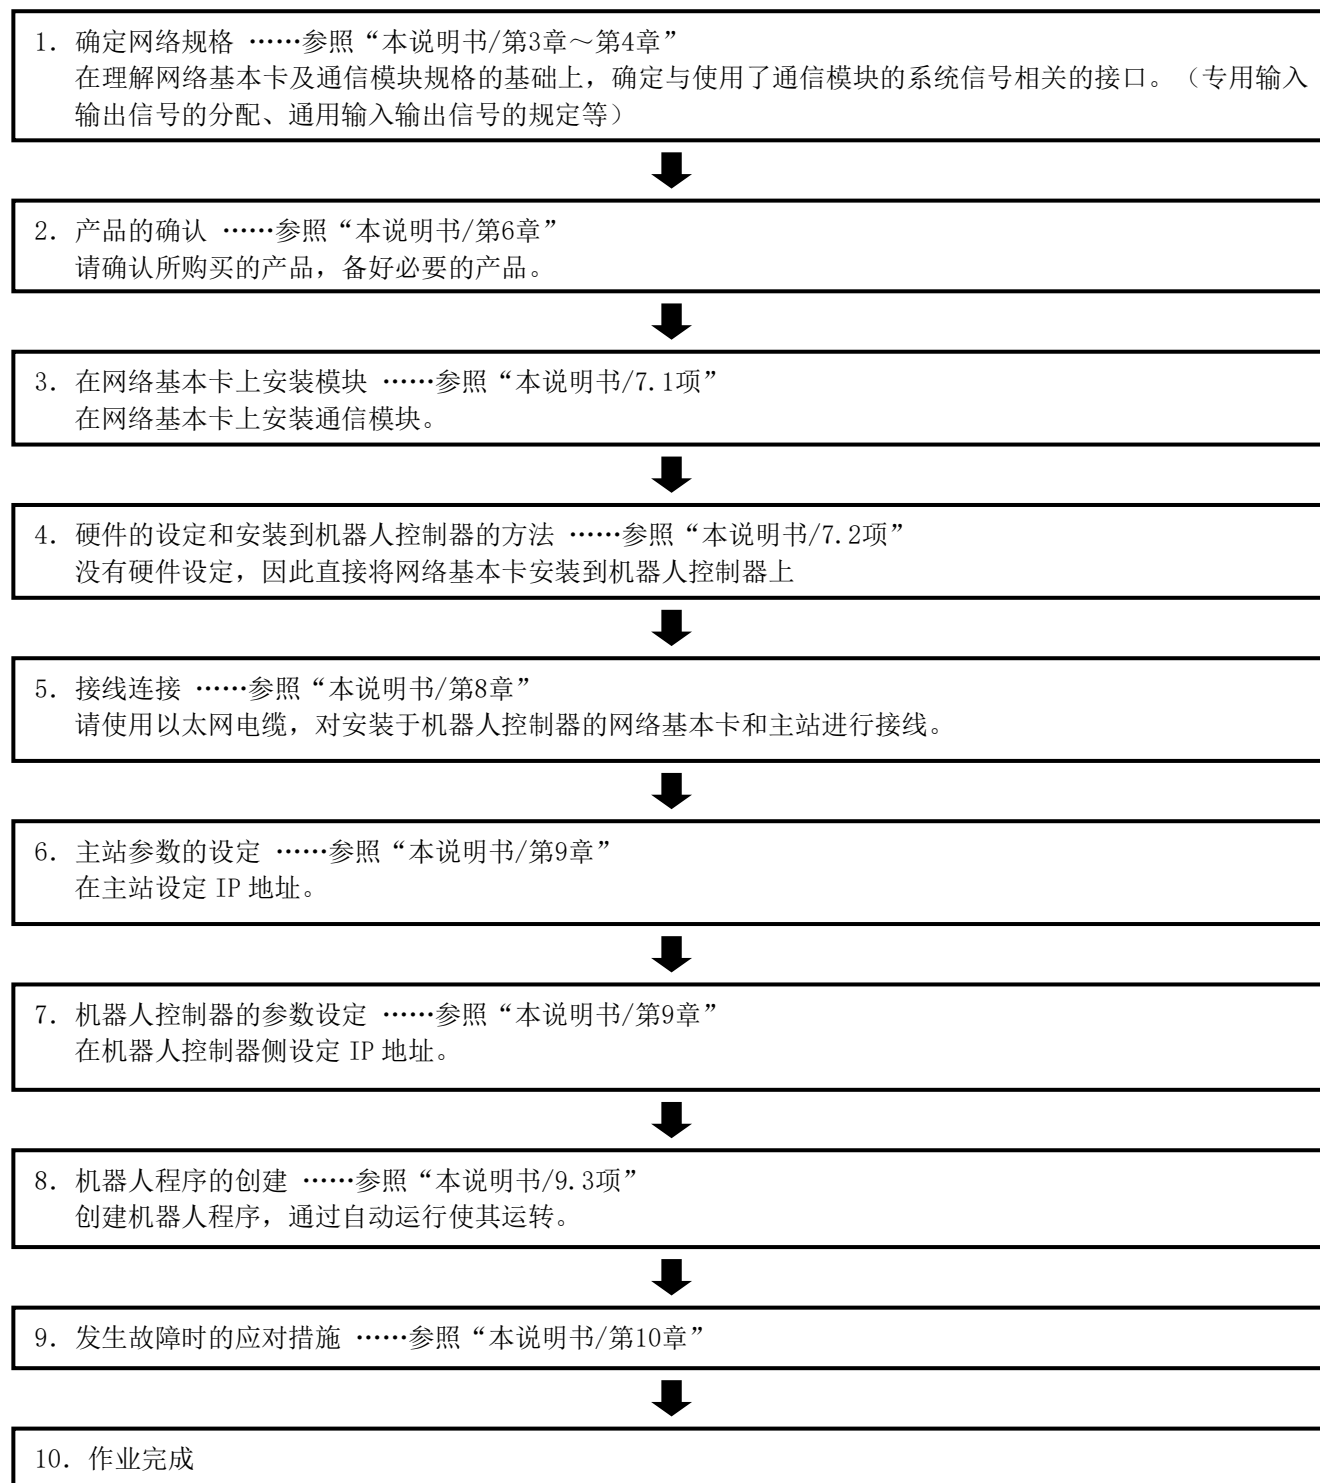 1. 确定网络规格 ……参照“本说明书/第3章～第4章”
在理解网络基本卡及通信模块规格的基础上，确定与使用了通信模块的系统信号相关的接口。（专用输入
输出信号的分配、通用输入输出信号的规定等）
2. 产品的确认 ……参照“本说明书/第6章”
请确认所购买的产品，备好必要的产品。
3. 在网络基本卡上安装模块 ……参照“本说明书/7.1项”
在网络基本卡上安装通信模块。
4. 硬件的设定和安装到机器人控制器的方法 ……参照“本说明书/7.2项”
没有硬件设定，因此直接将网络基本卡安装到机器人控制器上
5. 接线连接 ……参照“本说明书/第8章”
请使用以太网电缆，对安装于机器人控制器的网络基本卡和主站进行接线。
6. 主站参数的设定 ……参照“本说明书/第9章”
在主站设定 IP 地址。
7. 机器人控制器的参数设定 ……参照“本说明书/第9章”
在机器人控制器侧设定 IP 地址。
8. 机器人程序的创建 ……参照“本说明书/9.3项”
创建机器人程序，通过自动运行使其运转。
9. 发生故障时的应对措施 ……参照“本说明书/第10章”
10. 作业完成